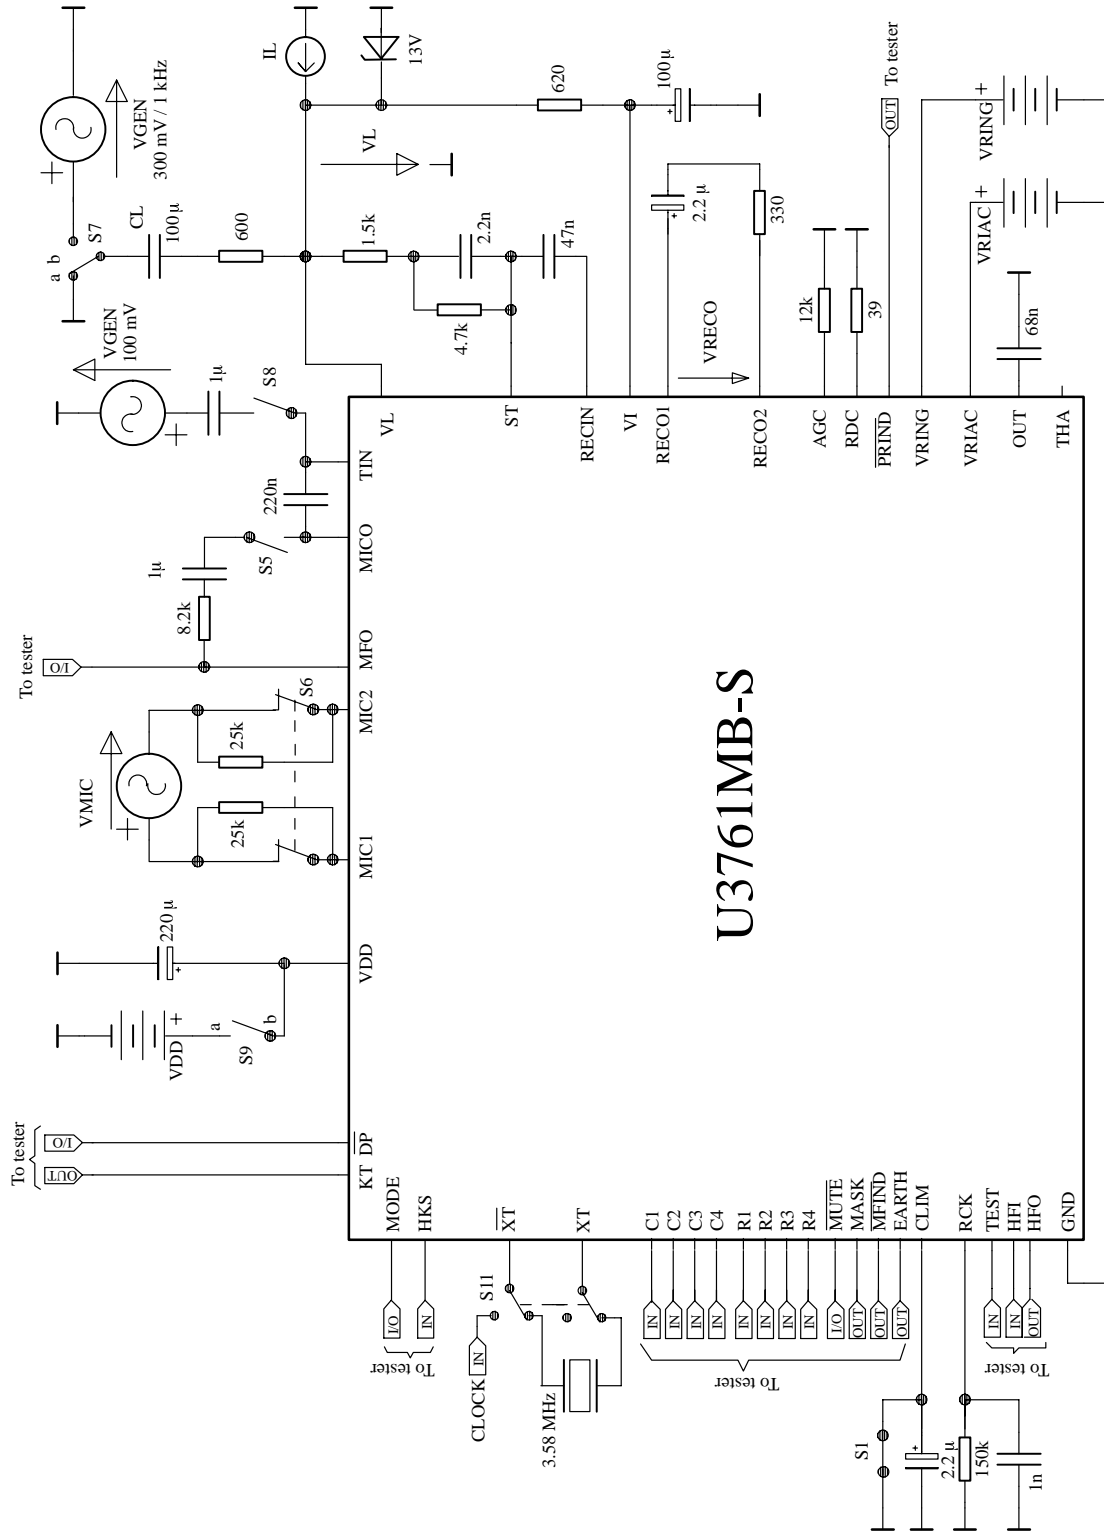 VGEN
300 mV / 1 kHz
+
a b
S7
CL
100 µ
600
IL
13V
VL
620
100 µ
+
1.5k
2.2n
4.7k
47n
2.2 µ
+
330
VRECO
12k
39
OUT
To tester
VRING
+
VRIAC
+
68n
VGEN
100 mV
+
1µ
S8
220n
S5
1µ
8.2k
To tester
I/O
VMIC
+
25k
25k
S6
220 µ
+
VDD
+
a
b
S9
To tester
I/O
OUT
VL
ST
RECIN
VI
RECO1
RECO2
AGC
RDC
PRIND
VRING
VRIAC
OUT
THA
TIN
MICO
MFO
MIC2
MIC1
VDD
DP
KT
U3761MB-S
MODE
HKS
XT
XT
C1
C2
C3
C4
R1
R2
R3
R4
MUTE
MASK
MFIND
EARTH
CLIM
RCK
TEST
HFI
HFO
GND
I/O
IN
To tester
S11
CLOCK
IN
3.58 MHz
IN
IN
IN
IN
IN
IN
IN
IN
I/O
OUT
OUT
OUT
To tester
IN
IN
OUT
To tester
S1
+
2.2 µ
150k
1n